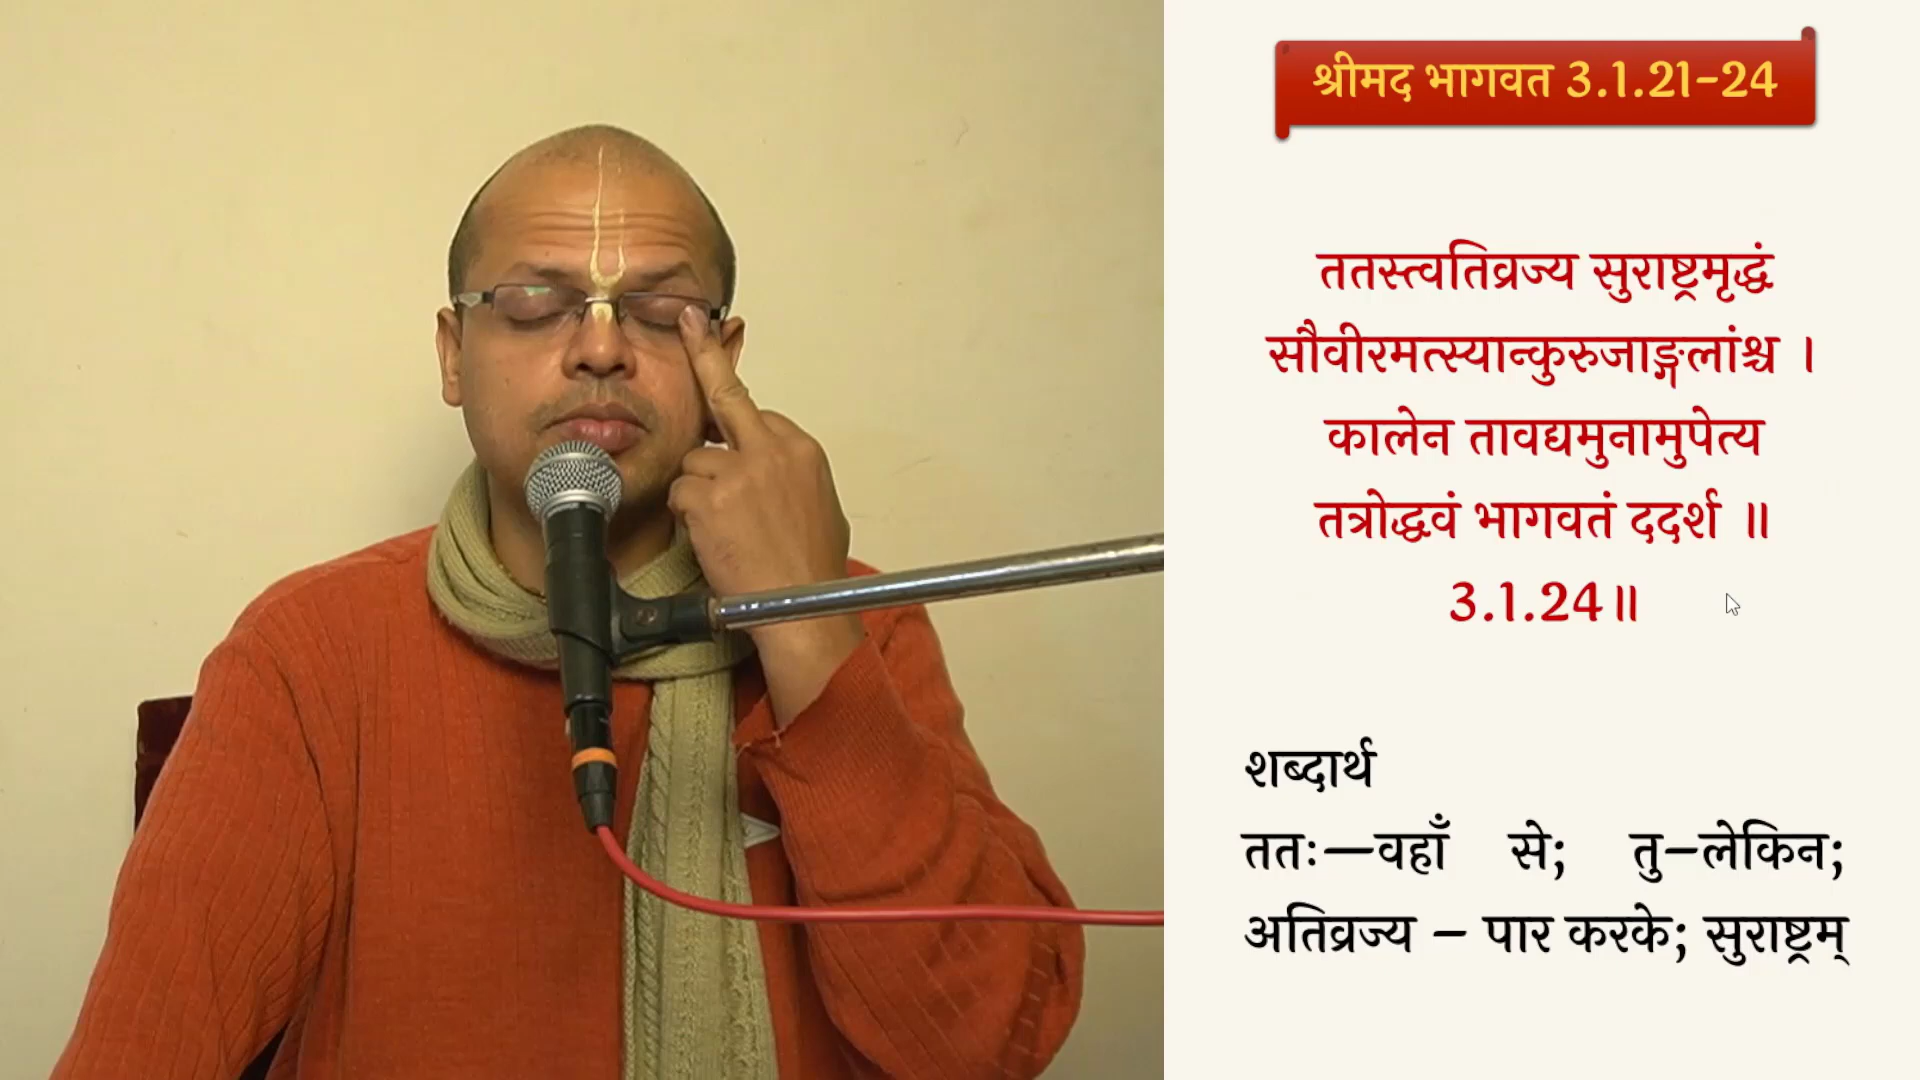 श्रीमद भागवत 3.1.21-24
ततस्त्वतिव्रज्य सुराष्ट्रमृद्धं
सौवीरमत्स्यान्कुरुजाङ्गलांश्च ।
कालेन तावद्यमुनामुपेत्य
तत्रोद्धवं भागवतं ददर्श ॥
3.1.24॥
शब्दार्थ
ततः—वहाँ से; तु–लेकिन;
अतिव्रज्य – पार करके; सुराष्ट्रम्